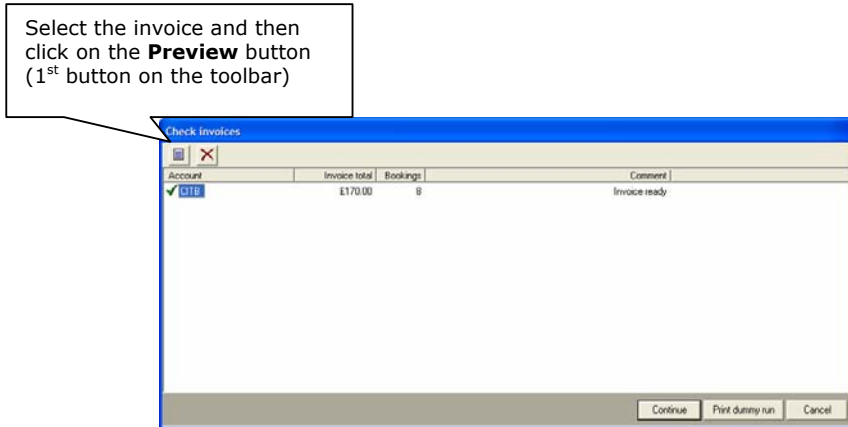 Select the invoice and then
click on the Preview button
(1st button on the toolbar)
Check invoices
Account Invoice total Bookings Comment
CITB £170.00 8 Invoice ready
Continue Print dummy run Cancel